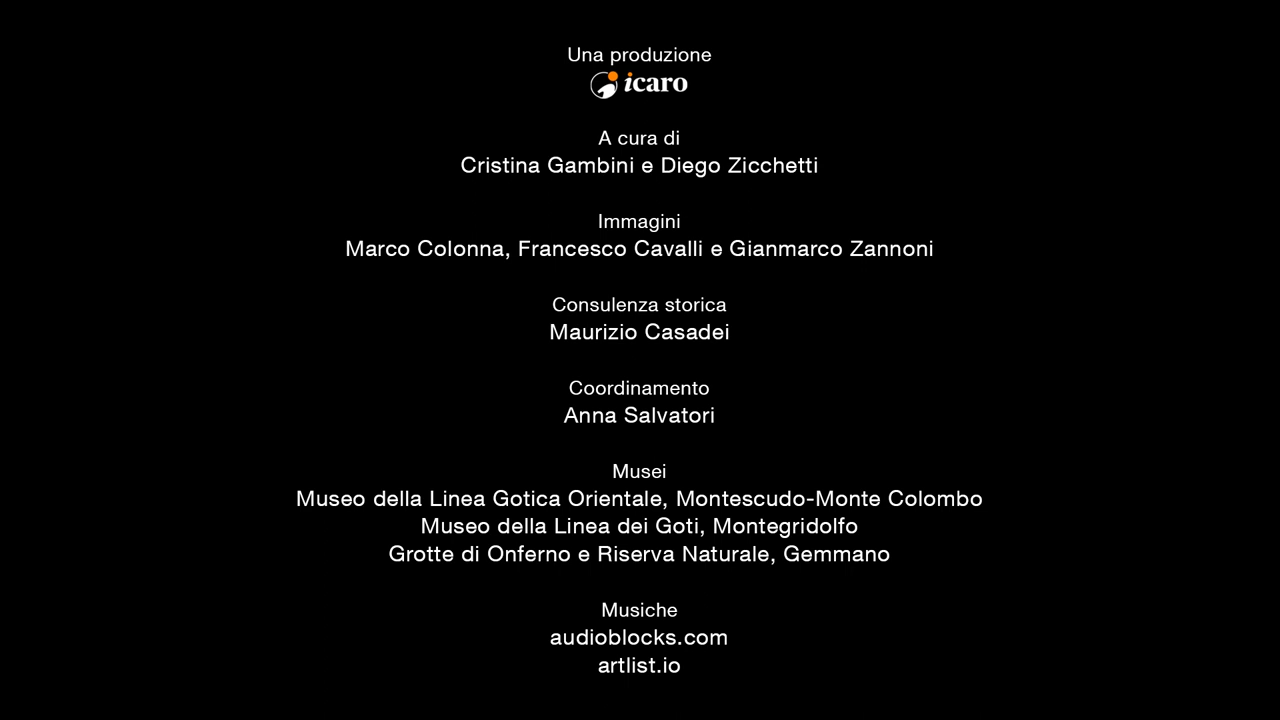 Una produzione
icaro
A cura di
Cristina Gambini e Diego Zicchetti
Immagini
Marco Colonna, Francesco Cavalli e Gianmarco Zannoni
Consulenza storica
Maurizio Casadei
Coordinamento
Anna Salvatori
Musei
Museo della Linea Gotica Orientale, Montescudo-Monte Colombo
Museo della Linea dei Goti, Montegridolfo
Grotte di Onferno e Riserva Naturale, Gemmano
Musiche
audioblocks.com
artlist.io